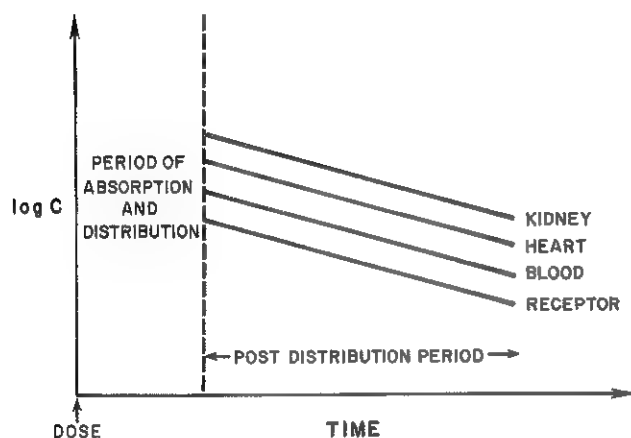 PERIOD OF
ABSORPTION
AND
DISTRIBUTION
log C
KIDNEY
HEART
BLOOD
RECEPTOR
POST DISTRIBUTION PERIOD
DOSE
TIME